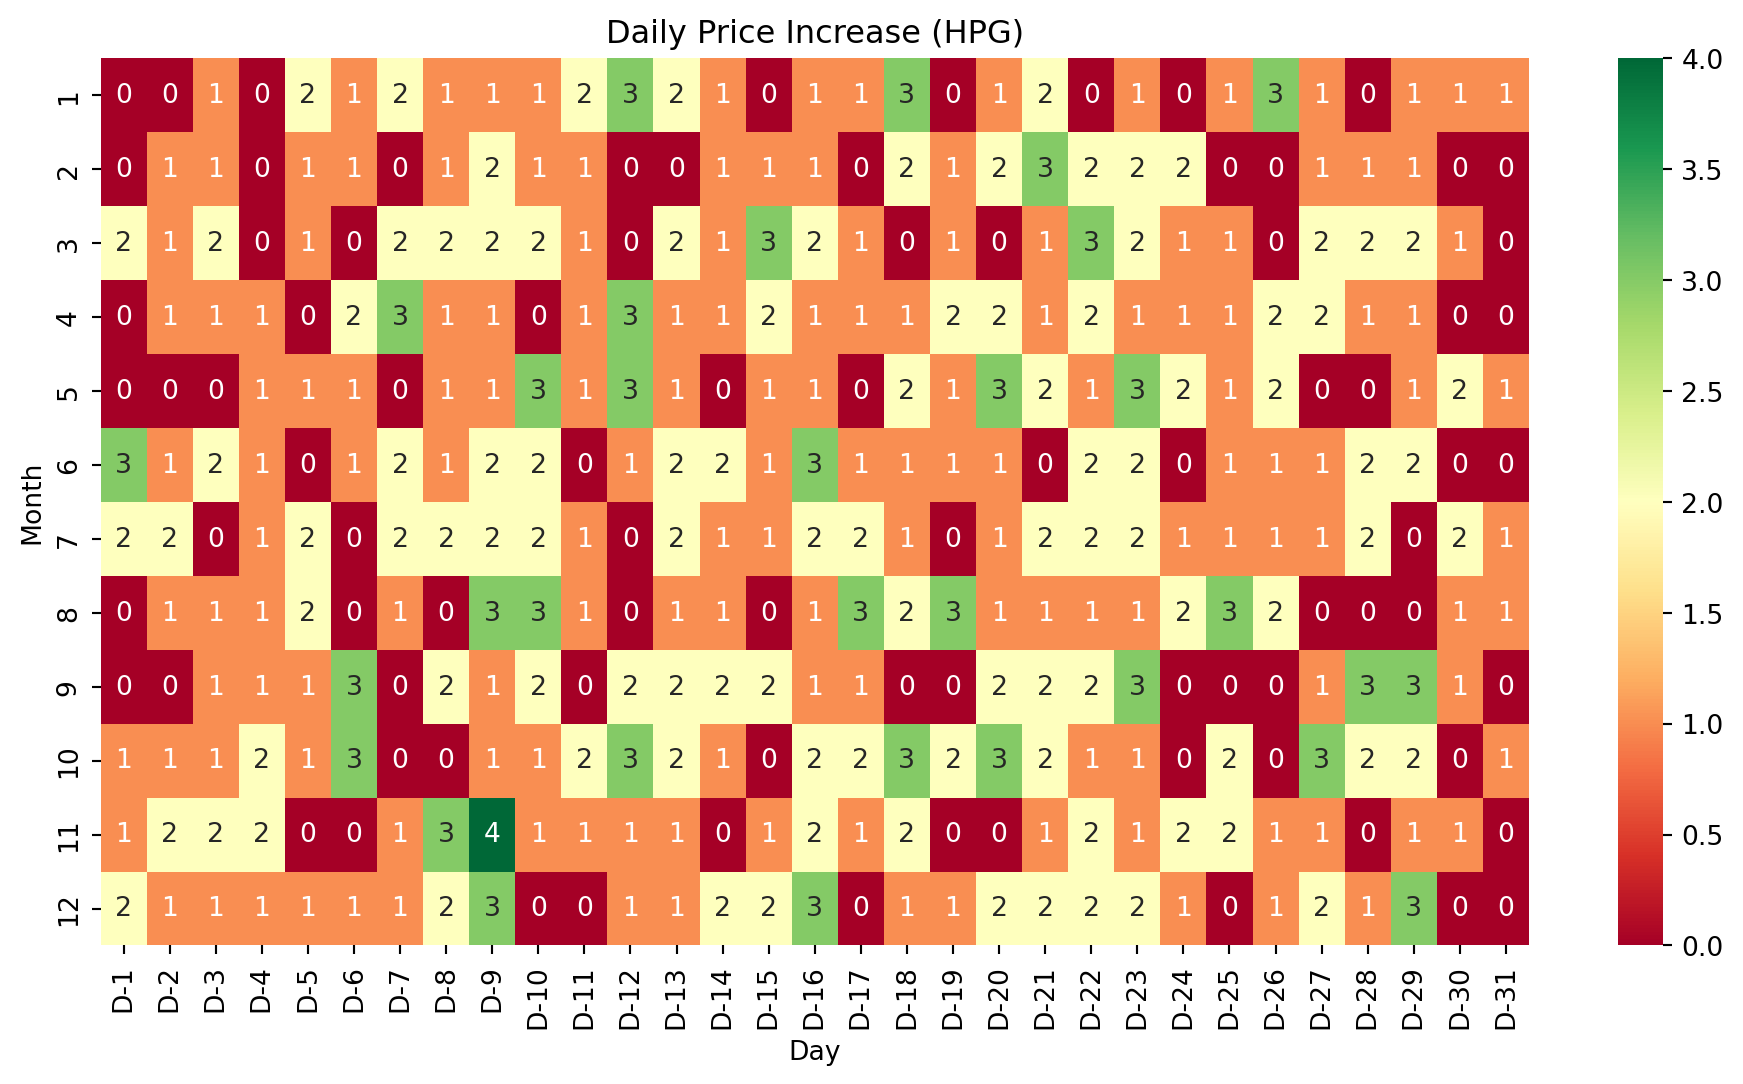 Daily Price Increase (HPG)
1 0 0 1 0 2 1 2 1 1 1 2 3 2 1 0 1 1 3 0 1 2 0 1 0 1 3 1 0 1 1 1
2 0 1 1 0 1 1 0 1 2 1 1 0 0 1 1 1 0 2 1 2 3 2 2 2 0 0 1 1 1 0 0
3 2 1 2 0 1 0 2 2 2 2 1 0 2 1 3 2 1 0 1 0 1 3 2 1 1 0 2 2 2 1 0
4 0 1 1 1 0 2 3 1 1 0 1 3 1 1 2 1 1 1 2 2 1 2 1 1 1 2 2 1 1 0 0
5 0 0 0 1 1 1 0 1 1 3 1 3 1 0 1 1 0 2 1 3 2 1 3 2 1 2 0 0 1 2 1
6 3 1 2 1 0 1 2 1 2 2 0 1 2 2 1 3 1 1 1 1 0 2 2 0 1 1 1 2 2 0 0
7 2 2 0 1 2 0 2 2 2 2 1 0 2 1 1 2 2 1 0 1 2 2 2 1 1 1 1 2 0 2 1
8 0 1 1 1 2 0 1 0 3 3 1 0 1 1 0 1 3 2 3 1 1 1 1 2 3 2 0 0 0 1 1
9 0 0 1 1 1 3 0 2 1 2 0 2 2 2 2 1 1 0 0 2 2 2 3 0 0 0 1 3 3 1 0
10 1 1 1 2 1 3 0 0 1 1 2 3 2 1 0 2 2 3 2 3 2 1 1 0 2 0 3 2 2 0 1
11 1 2 2 2 0 0 1 3 4 1 1 1 1 0 1 2 1 2 0 0 1 2 1 2 2 1 1 0 1 1 0
12 2 1 1 1 1 1 1 2 3 0 0 1 1 2 2 3 0 1 1 2 2 2 2 1 0 1 2 1 3 0 0
Month
D-1 D-2 D-3 D-4 D-5 D-6 D-7 D-8 D-9 D-10 D-11 D-12 D-13 D-14 D-15 D-16 D-17 D-18 D-19 D-20 D-21 D-22 D-23 D-24 D-25 D-26 D-27 D-28 D-29 D-30 D-31
Day
4.0
3.5
3.0
2.5
2.0
1.5
1.0
0.5
0.0